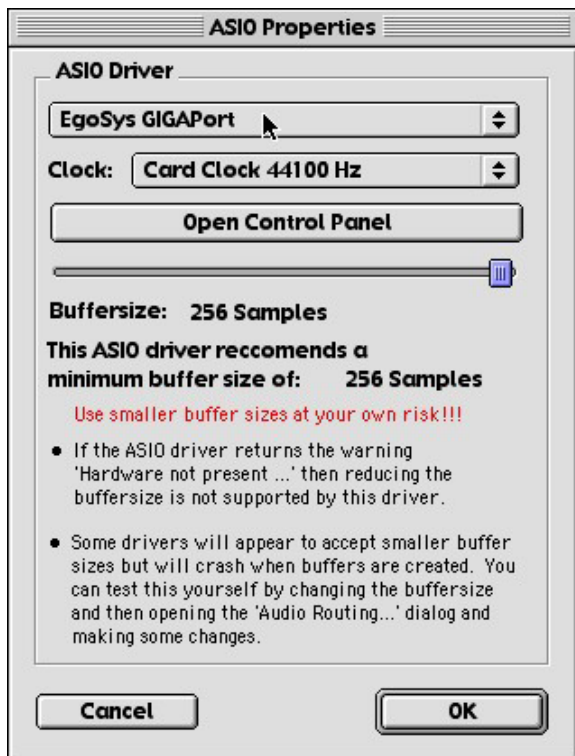 ASIO Properties
ASIO Driver
EgoSys GIGAPort
Clock: Card Clock 44100 Hz
Open Control Panel
Buffersize: 256 Samples
This ASIO driver reccomends a
minimum buffer size of: 256 Samples
Use smaller buffer sizes at your own risk!!!
• If the ASIO driver returns the warning
'Hardware not present ...' then reducing the
buffersize is not supported by this driver.
• Some drivers will appear to accept smaller buffer
sizes but will crash when buffers are created. You
can test this yourself by changing the buffersize
and then opening the 'Audio Routing...' dialog and
making some changes.
Cancel OK